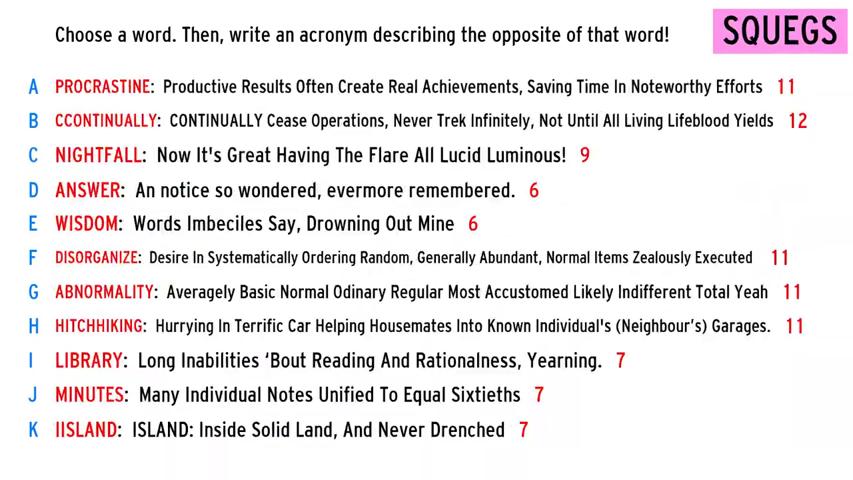 Choose a word. Then, write an acronym describing the opposite of that word!
SQUEGS
A PROCRASTINE: Productive Results Often Create Real Achievements, Saving Time In Noteworthy Efforts 11
B CCONTINUALLY: CONTINUALLY Cease Operations, Never Trek Infinitely, Not Until All Living Lifeblood Yields 12
C NIGHTFALL: Now It's Great Having The Flare All Lucid Luminous! 9
D ANSWER: An notice so wondered, evermore remembered. 6
E WISDOM: Words Imbeciles Say, Drowning Out Mine 6
F DISORGANIZE: Desire In Systematically Ordering Random, Generally Abundant, Normal Items Zealously Executed 11
G ABNORMALITY: Averagely Basic Normal Odinary Regular Most Accustomed Likely Indifferent Total Yeah 11
H HITCHHIKING: Hurrying In Terrific Car Helping Housemates Into Known Individual's (Neighbour's) Garages. 11
I LIBRARY: Long Inabilities ‘Bout Reading And Rationalness, Yearning. 7
J MINUTES: Many Individual Notes Unified To Equal Sixtieths 7
K IISLAND: ISLAND: Inside Solid Land, And Never Drenched 7